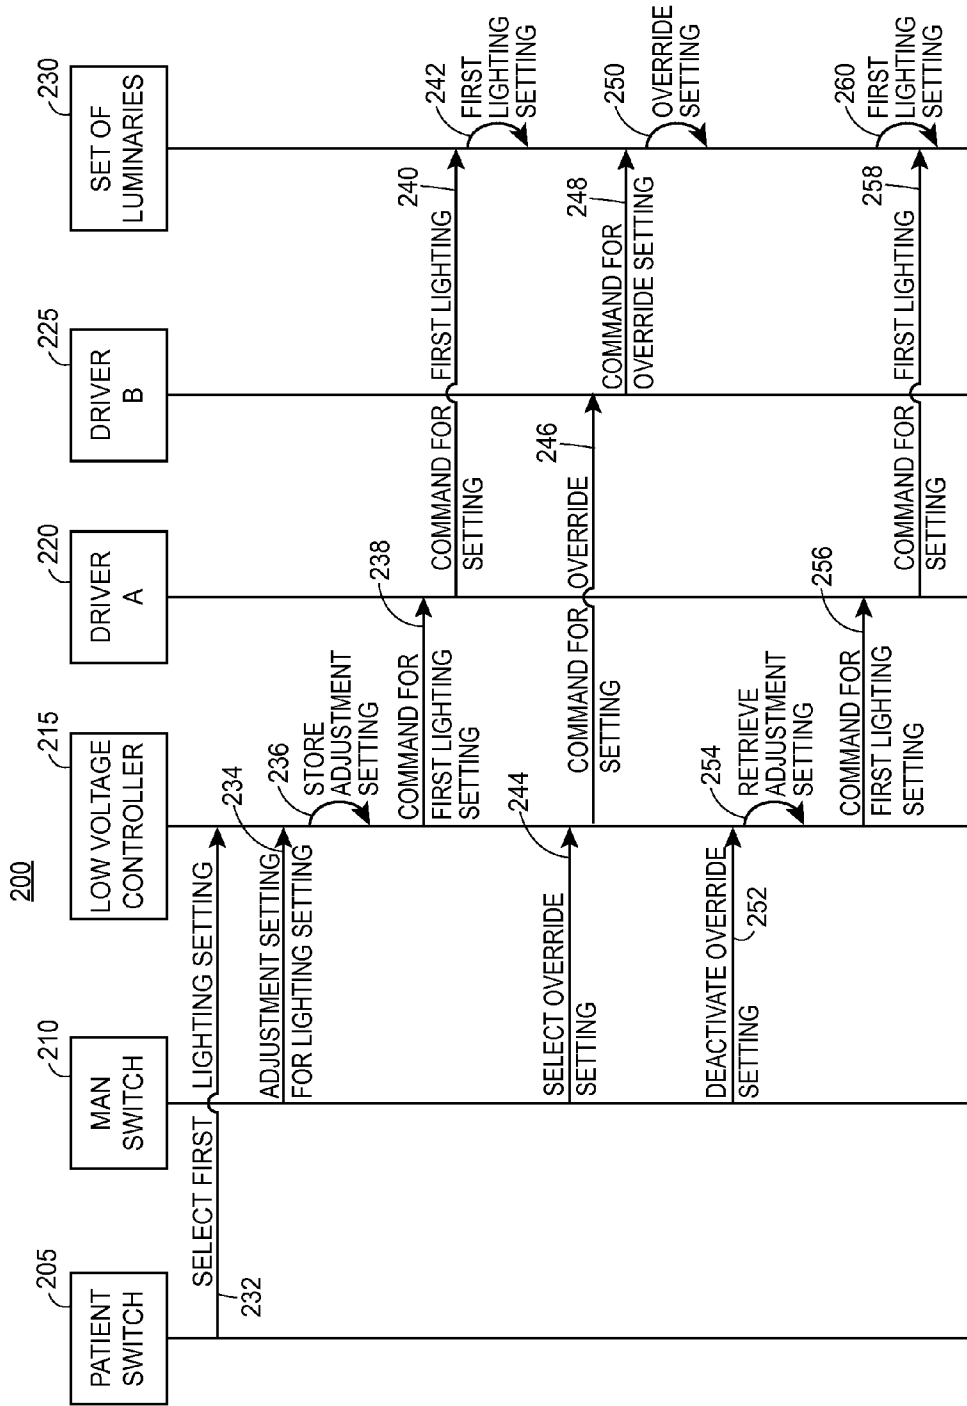 200
205
PATIENT
SWITCH
210
MAN
SWITCH
215
LOW VOLTAGE
CONTROLLER
220
DRIVER
A
225
DRIVER
B
230
SET OF
LUMINARIES
SELECT FIRST LIGHTING SETTING
232
ADJUSTMENT SETTING
FOR LIGHTING SETTING
234
236
STORE
ADJUSTMENT
SETTING
COMMAND FOR
FIRST LIGHTING
SETTING
238
COMMAND FOR FIRST LIGHTING
SETTING
240
242
FIRST
LIGHTING
SETTING
SELECT OVERRIDE
SETTING
244
COMMAND FOR OVERRIDE
SETTING
246
COMMAND FOR
OVERRIDE SETTING
248
250
OVERRIDE
SETTING
DEACTIVATE OVERRIDE
SETTING
252
254
RETRIEVE
ADJUSTMENT
SETTING
COMMAND FOR
FIRST LIGHTING
SETTING
256
COMMAND FOR FIRST LIGHTING
SETTING
258
260
FIRST
LIGHTING
SETTING